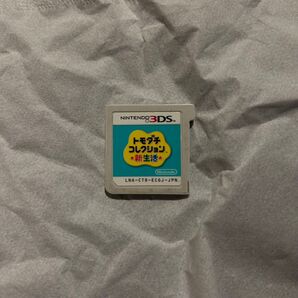 NINTENDO 3DS™
トモダチ
コレクション
新生活
Nintendo
LNA-CTR-EC6J-JPN